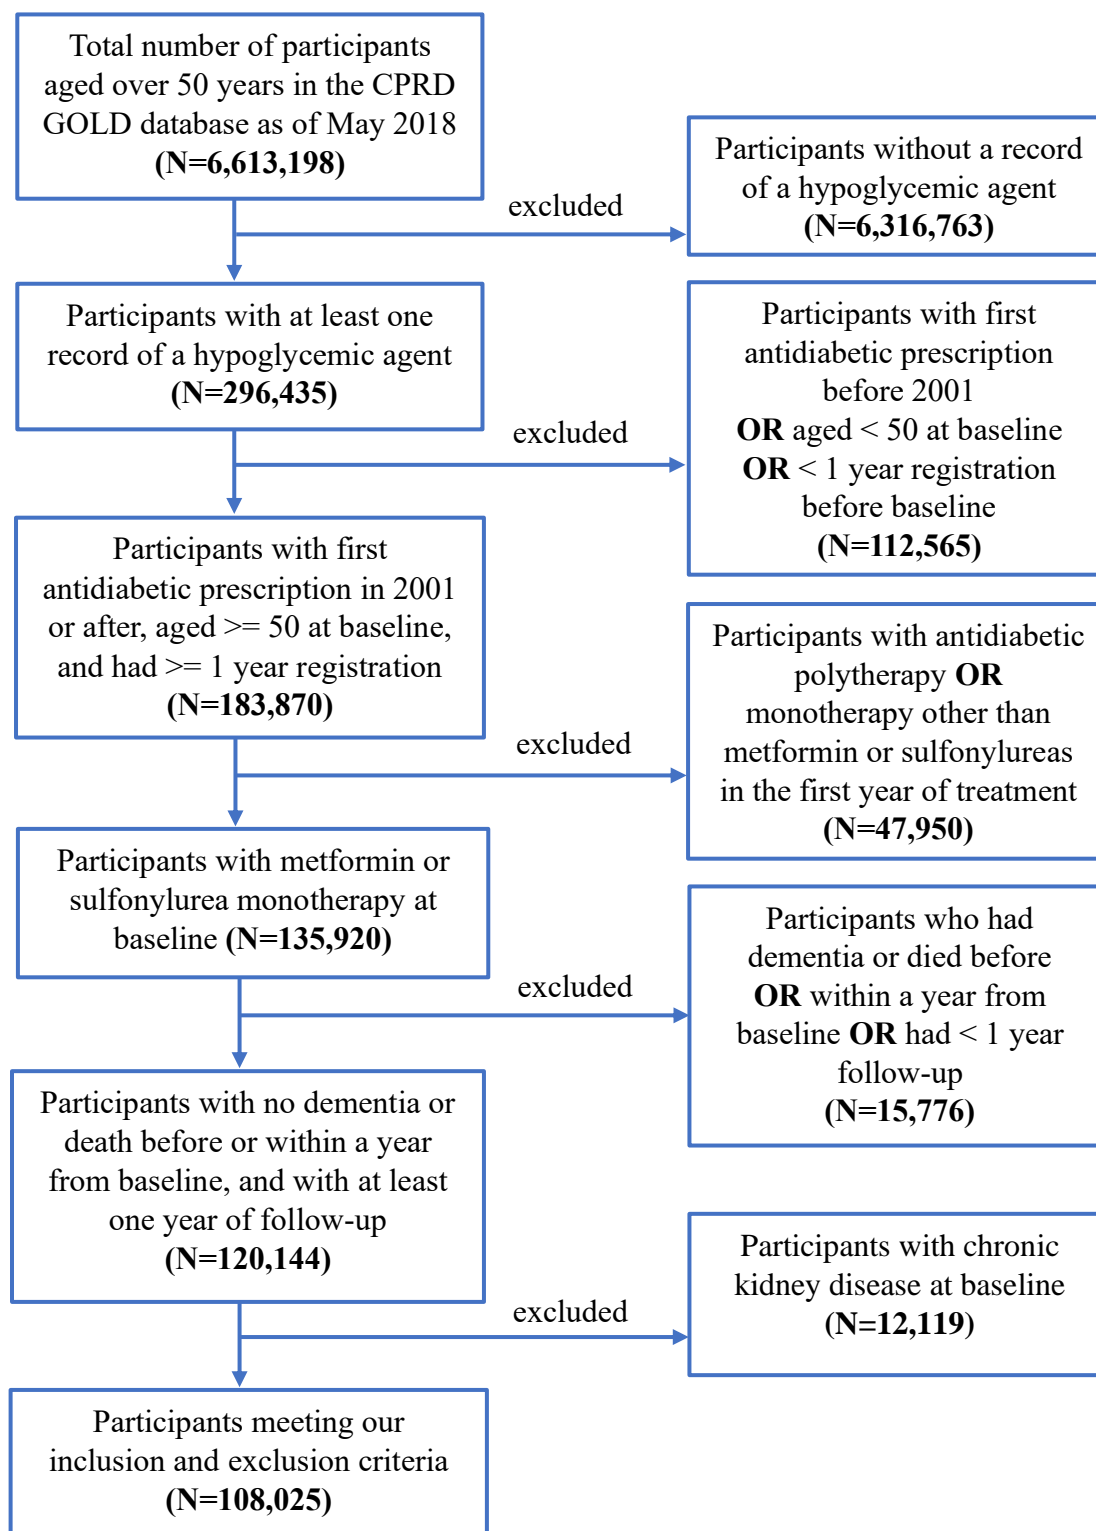 Total number of participants
aged over 50 years in the CPRD
GOLD database as of May 2018
(N=6,613,198)
excluded
Participants without a record
of a hypoglycemic agent
(N=6,316,763)
Participants with at least one
record of a hypoglycemic agent
(N=296,435)
excluded
Participants with first
antidiabetic prescription
before 2001
OR aged < 50 at baseline
OR < 1 year registration
before baseline
(N=112,565)
Participants with first
antidiabetic prescription in 2001
or after, aged >= 50 at baseline,
and had >= 1 year registration
(N=183,870)
excluded
Participants with antidiabetic
polytherapy OR
monotherapy other than
metformin or sulfonylureas
in the first year of treatment
(N=47,950)
Participants with metformin or
sulfonylurea monotherapy at
baseline (N=135,920)
excluded
Participants who had
dementia or died before
OR within a year from
baseline OR had < 1 year
follow-up
(N=15,776)
Participants with no dementia or
death before or within a year
from baseline, and with at least
one year of follow-up
(N=120,144)
excluded
Participants with chronic
kidney disease at baseline
(N=12,119)
Participants meeting our
inclusion and exclusion criteria
(N=108,025)